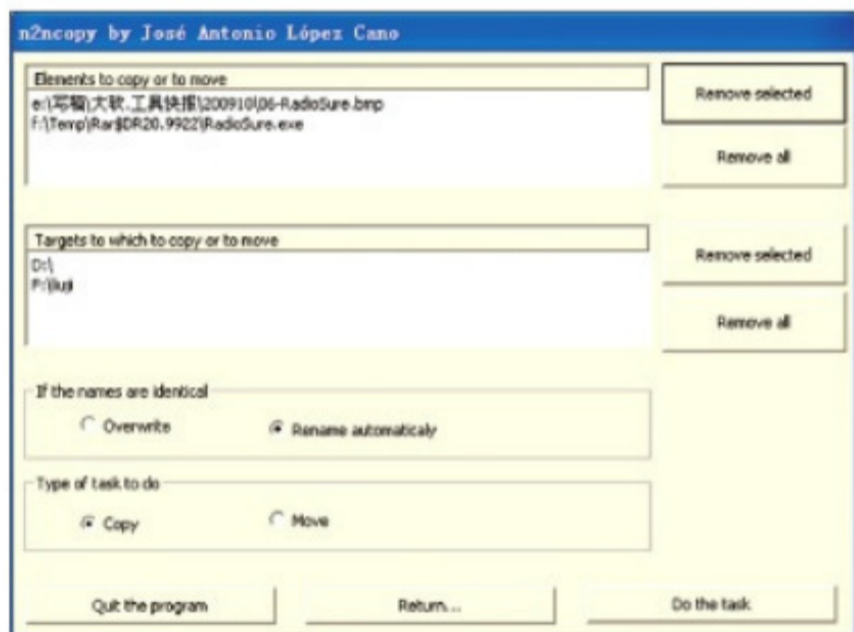 n2ncopy by José Antonio López Cano
Elements to copy or to move
e:\写稿\大软.工具快报\200910\06-RadioSure.bmp
f:\Temp\Rar$DR20.9922\RadioSure.exe
Remove selected
Remove all
Targets to which to copy or to move
D:\
Remove selected
Remove all
If the names are identical
Overwrite
Rename automaticaly
Type of task to do
Copy
Move
Quit the program
Return...
Do the task